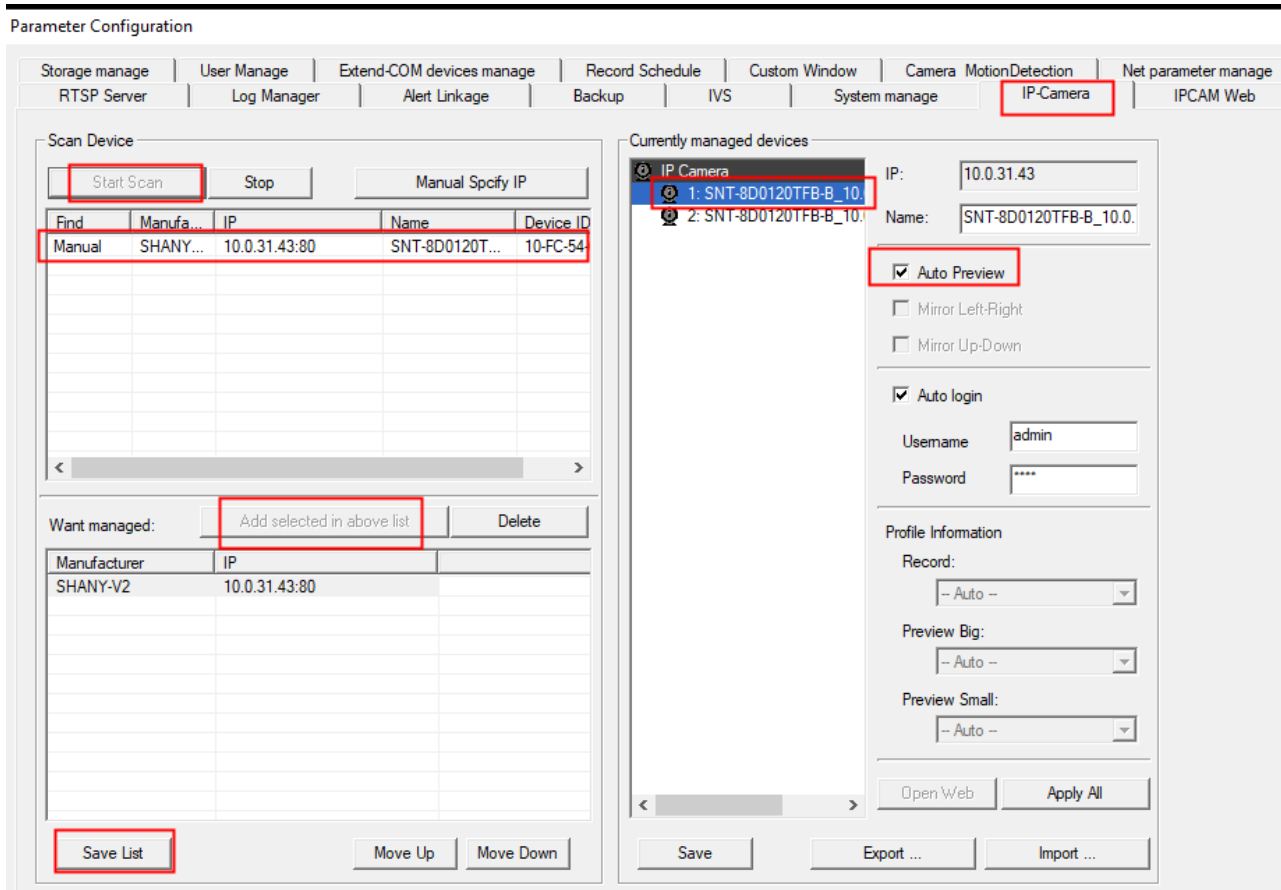 Parameter Configuration
Storage manage User Manage Extend-COM devices manage Record Schedule Custom Window Camera MotionDetection Net parameter manage
RTSP Server Log Manager Alert Linkage Backup IVS System manage IP-Camera IPCAM Web
Scan Device
Start Scan Stop Manual Spcify IP
Find Manufa... IP Name Device ID
Manual SHANY... 10.0.31.43:80 SNT-8D0120T... 10-FC-54-
Want managed: Add selected in above list Delete
Manufacturer IP
SHANY-V2 10.0.31.43:80
Save List Move Up Move Down
Currently managed devices
IP Camera
1: SNT-8D0120TFB-B_10.
2: SNT-8D0120TFB-B_10.
IP: 10.0.31.43
Name: SNT-8D0120TFB-B_10.0.
Auto Preview
Mirror Left-Right
Mirror Up-Down
Auto login
Username admin
Password ****
Profile Information
Record:
-- Auto --
Preview Big:
-- Auto --
Preview Small:
-- Auto --
Open Web Apply All
Save Export ... Import ...